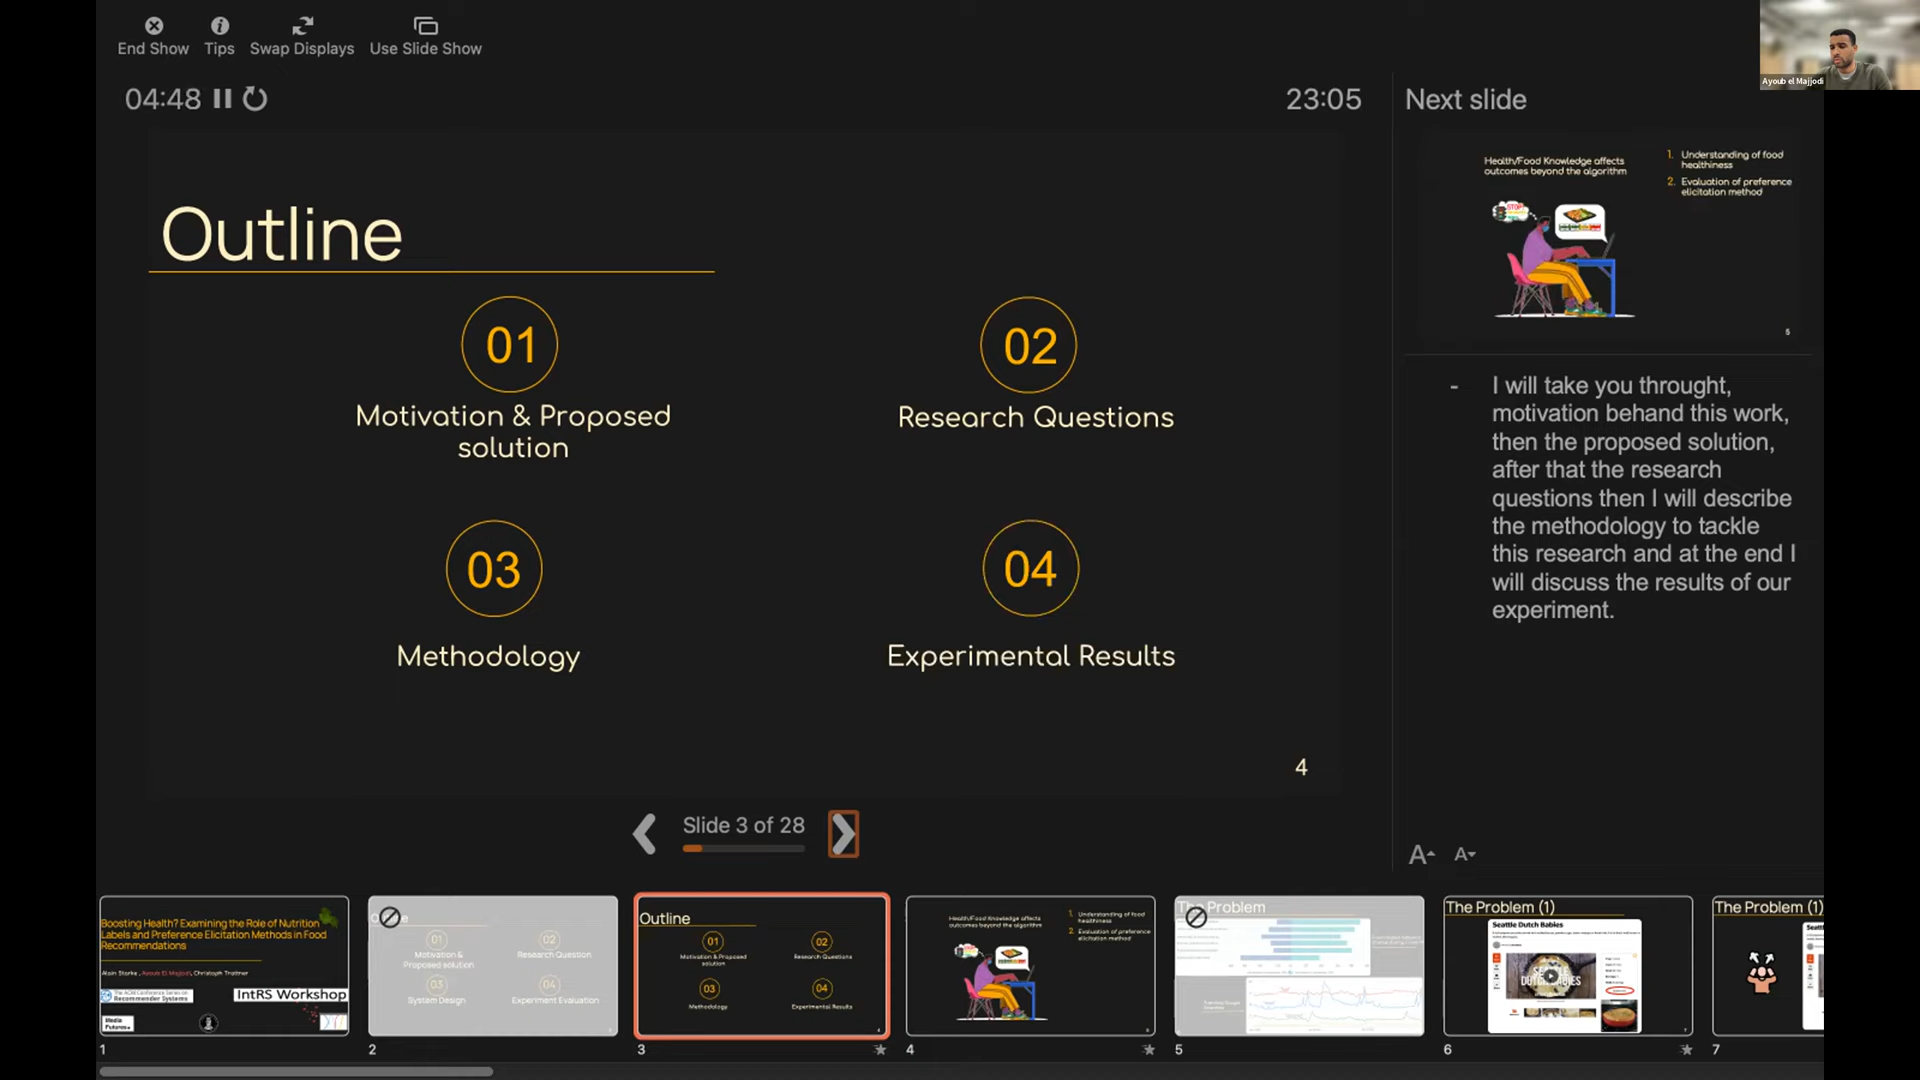 End Show
Tips
Swap Displays
Use Slide Show
Ayoub el Majjodi
04:48
23:05
Next slide
Outline
01
Motivation & Proposed
solution
02
Research Questions
03
Methodology
04
Experimental Results
4
Health/Food Knowledge affects
outcomes beyond the algorithm
1. Understanding of food
healthiness
2. Evaluation of preference
elicitation method
STOP
5
- I will take you throught,
motivation behand this work,
then the proposed solution,
after that the research
questions then I will describe
the methodology to tackle
this research and at the end I
will discuss the results of our
experiment.
Slide 3 of 28
A A
Boosting Health? Examining the Role of Nutrition
Labels and Preference Elicitation Methods in Food
Recommendations
Alain Starke, Ayoub El Majjodi, Christoph Trattner
The ACM Conference Series on
Recommender Systems
IntRS Workshop
Media
Futures
1
01
Motivation &
Proposed solution
02
Research Question
03
System Design
04
Experiment Evaluation
2
Outline
01
Motivation & Proposed
solution
02
Research Questions
03
Methodology
04
Experimental Results
4
3
Health/Food Knowledge affects
outcomes beyond the algorithm
1. Understanding of food
healthiness
2. Evaluation of preference
elicitation method
4
The Problem
5
The Problem (1)
Seattle Dutch Babies
SEATTLE
DUTCH BABIES
7
6
The Problem (1)
7